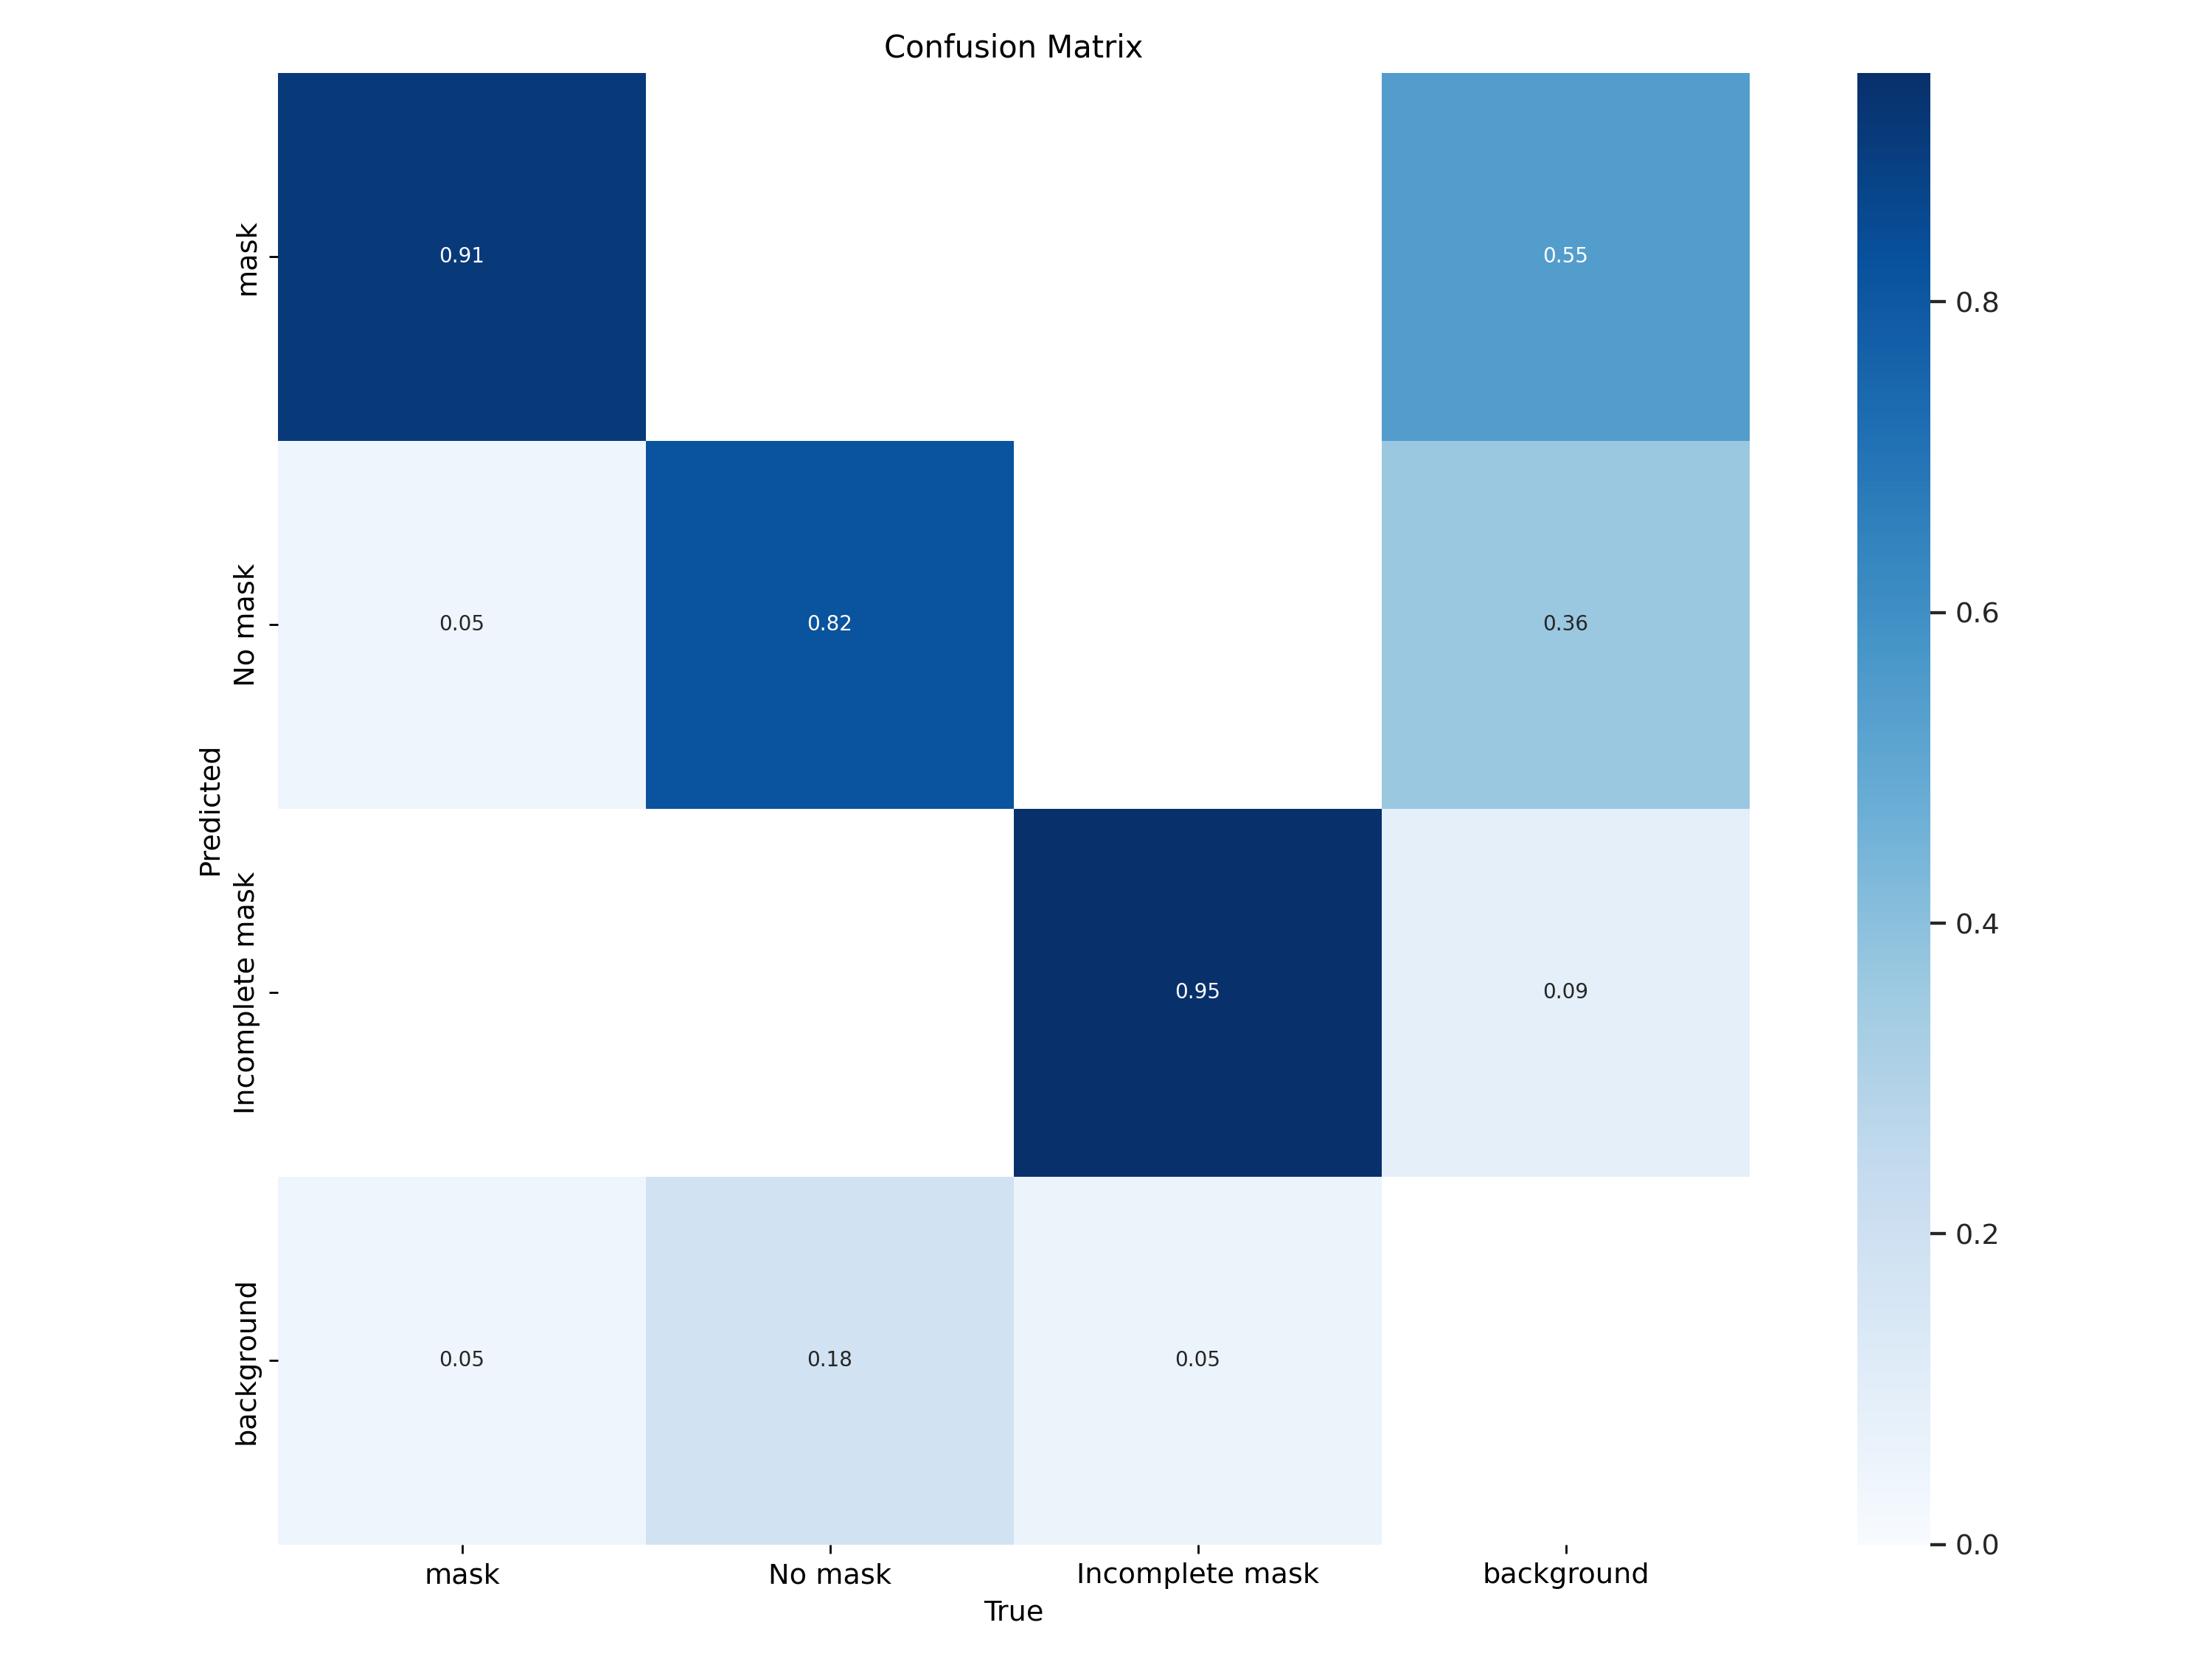 Confusion Matrix
mask
0.91
0.55
0.8
No mask
0.05
0.82
0.36
0.6
Predicted
Incomplete mask
0.95
0.09
0.4
background
0.05
0.18
0.05
0.2
0.0
mask
No mask
Incomplete mask
background
True